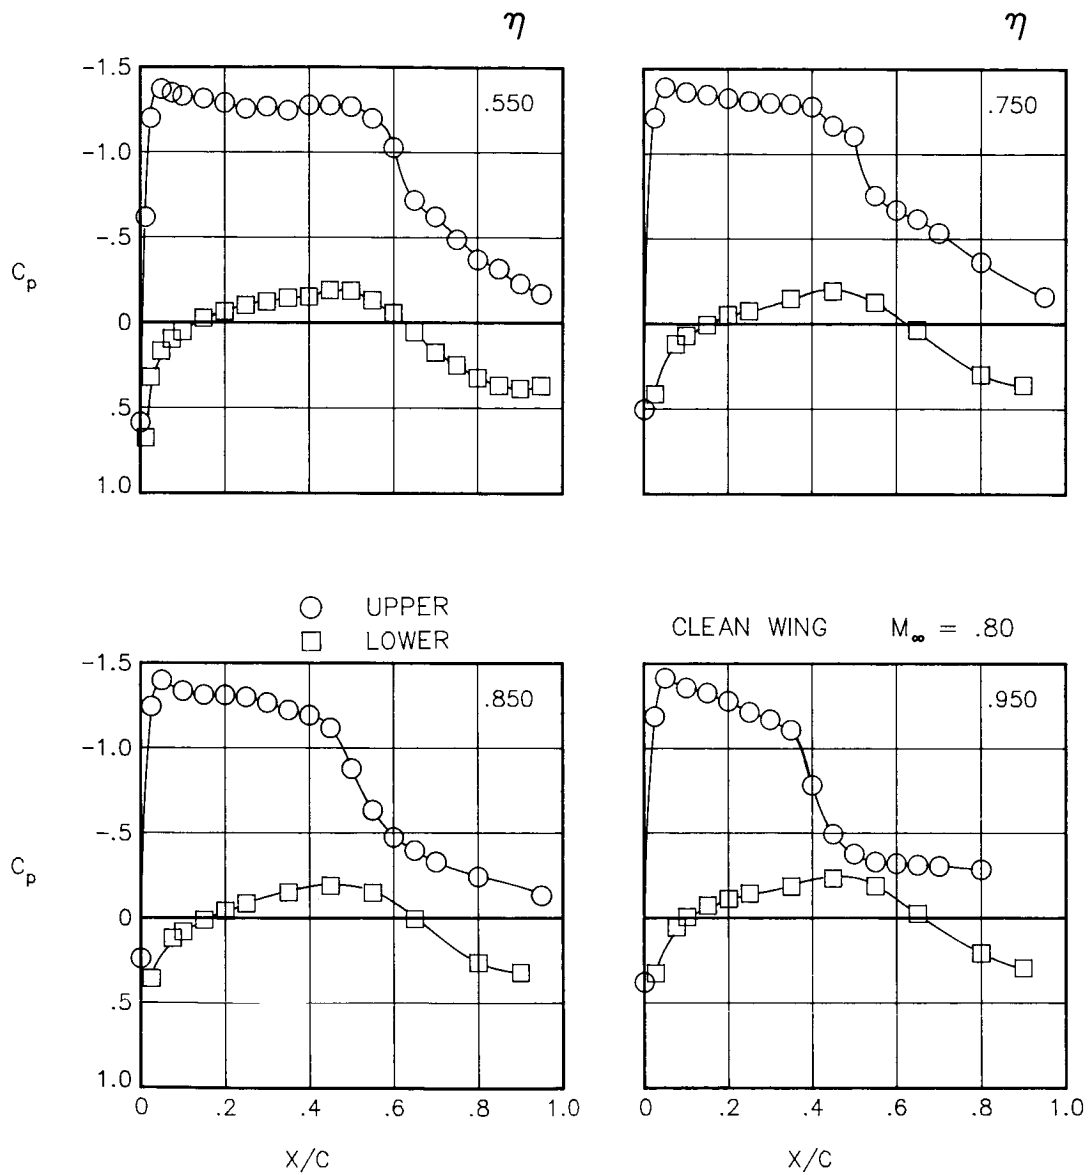 η η
-1.5
.550 .750
-1.0
-.5
C_p
0
.5
1.0
○ UPPER
□ LOWER
CLEAN WING M_∞ = .80
-1.5
.850 .950
-1.0
-.5
C_p
0
.5
1.0
0 .2 .4 .6 .8 1.0 0 .2 .4 .6 .8 1.0
X/C X/C